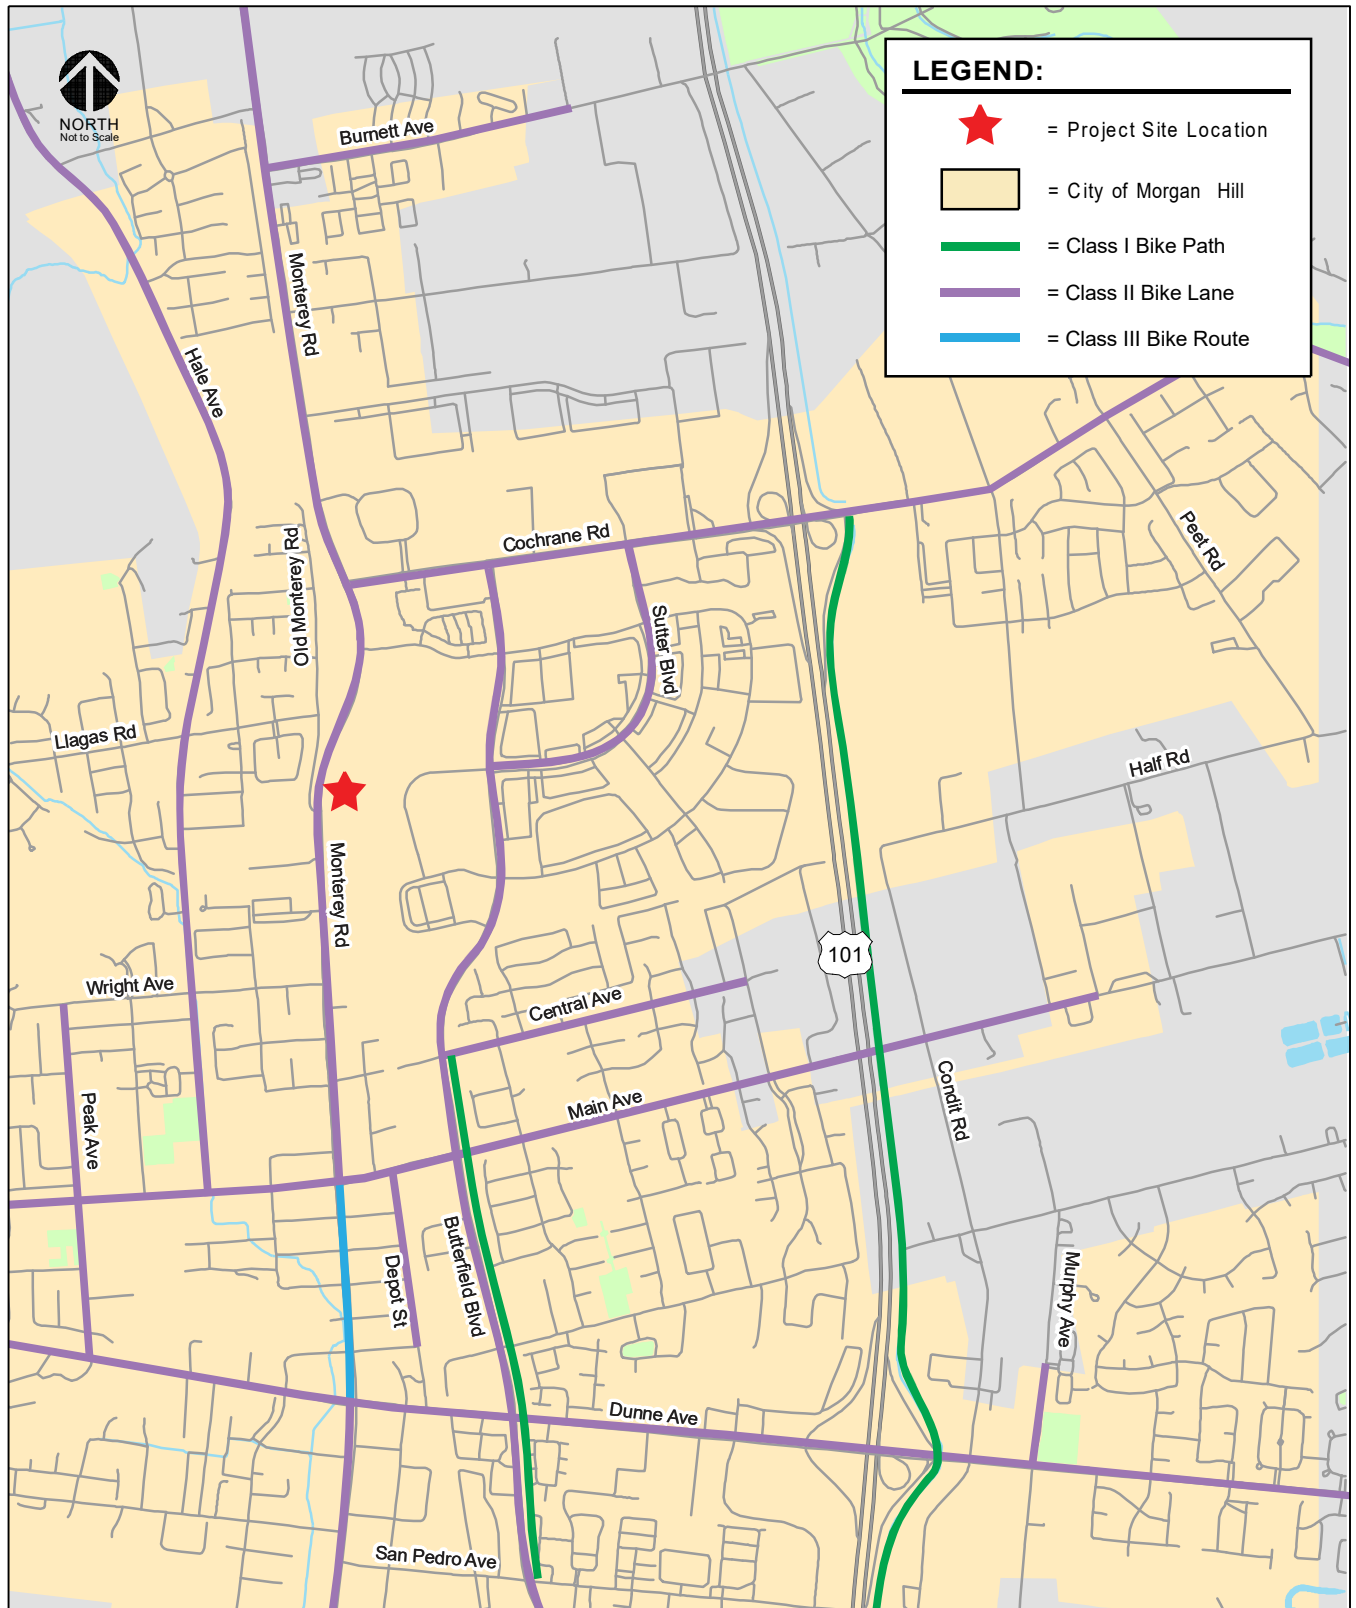 LEGEND:
= Project Site Location
= City of Morgan Hill
= Class I Bike Path
= Class II Bike Lane
= Class III Bike Route
NORTH
Not to Scale
Burnett Ave
Monterey Rd
Hale Ave
Cochrane Rd
Old Monterey Rd
Peet Rd
Sutter Blvd
Llagas Rd
Half Rd
Monterey Rd
101
Wright Ave
Central Ave
Main Ave
Peak Ave
Condit Rd
Butterfield Blvd
Depot St
Murphy Ave
Dunne Ave
San Pedro Ave